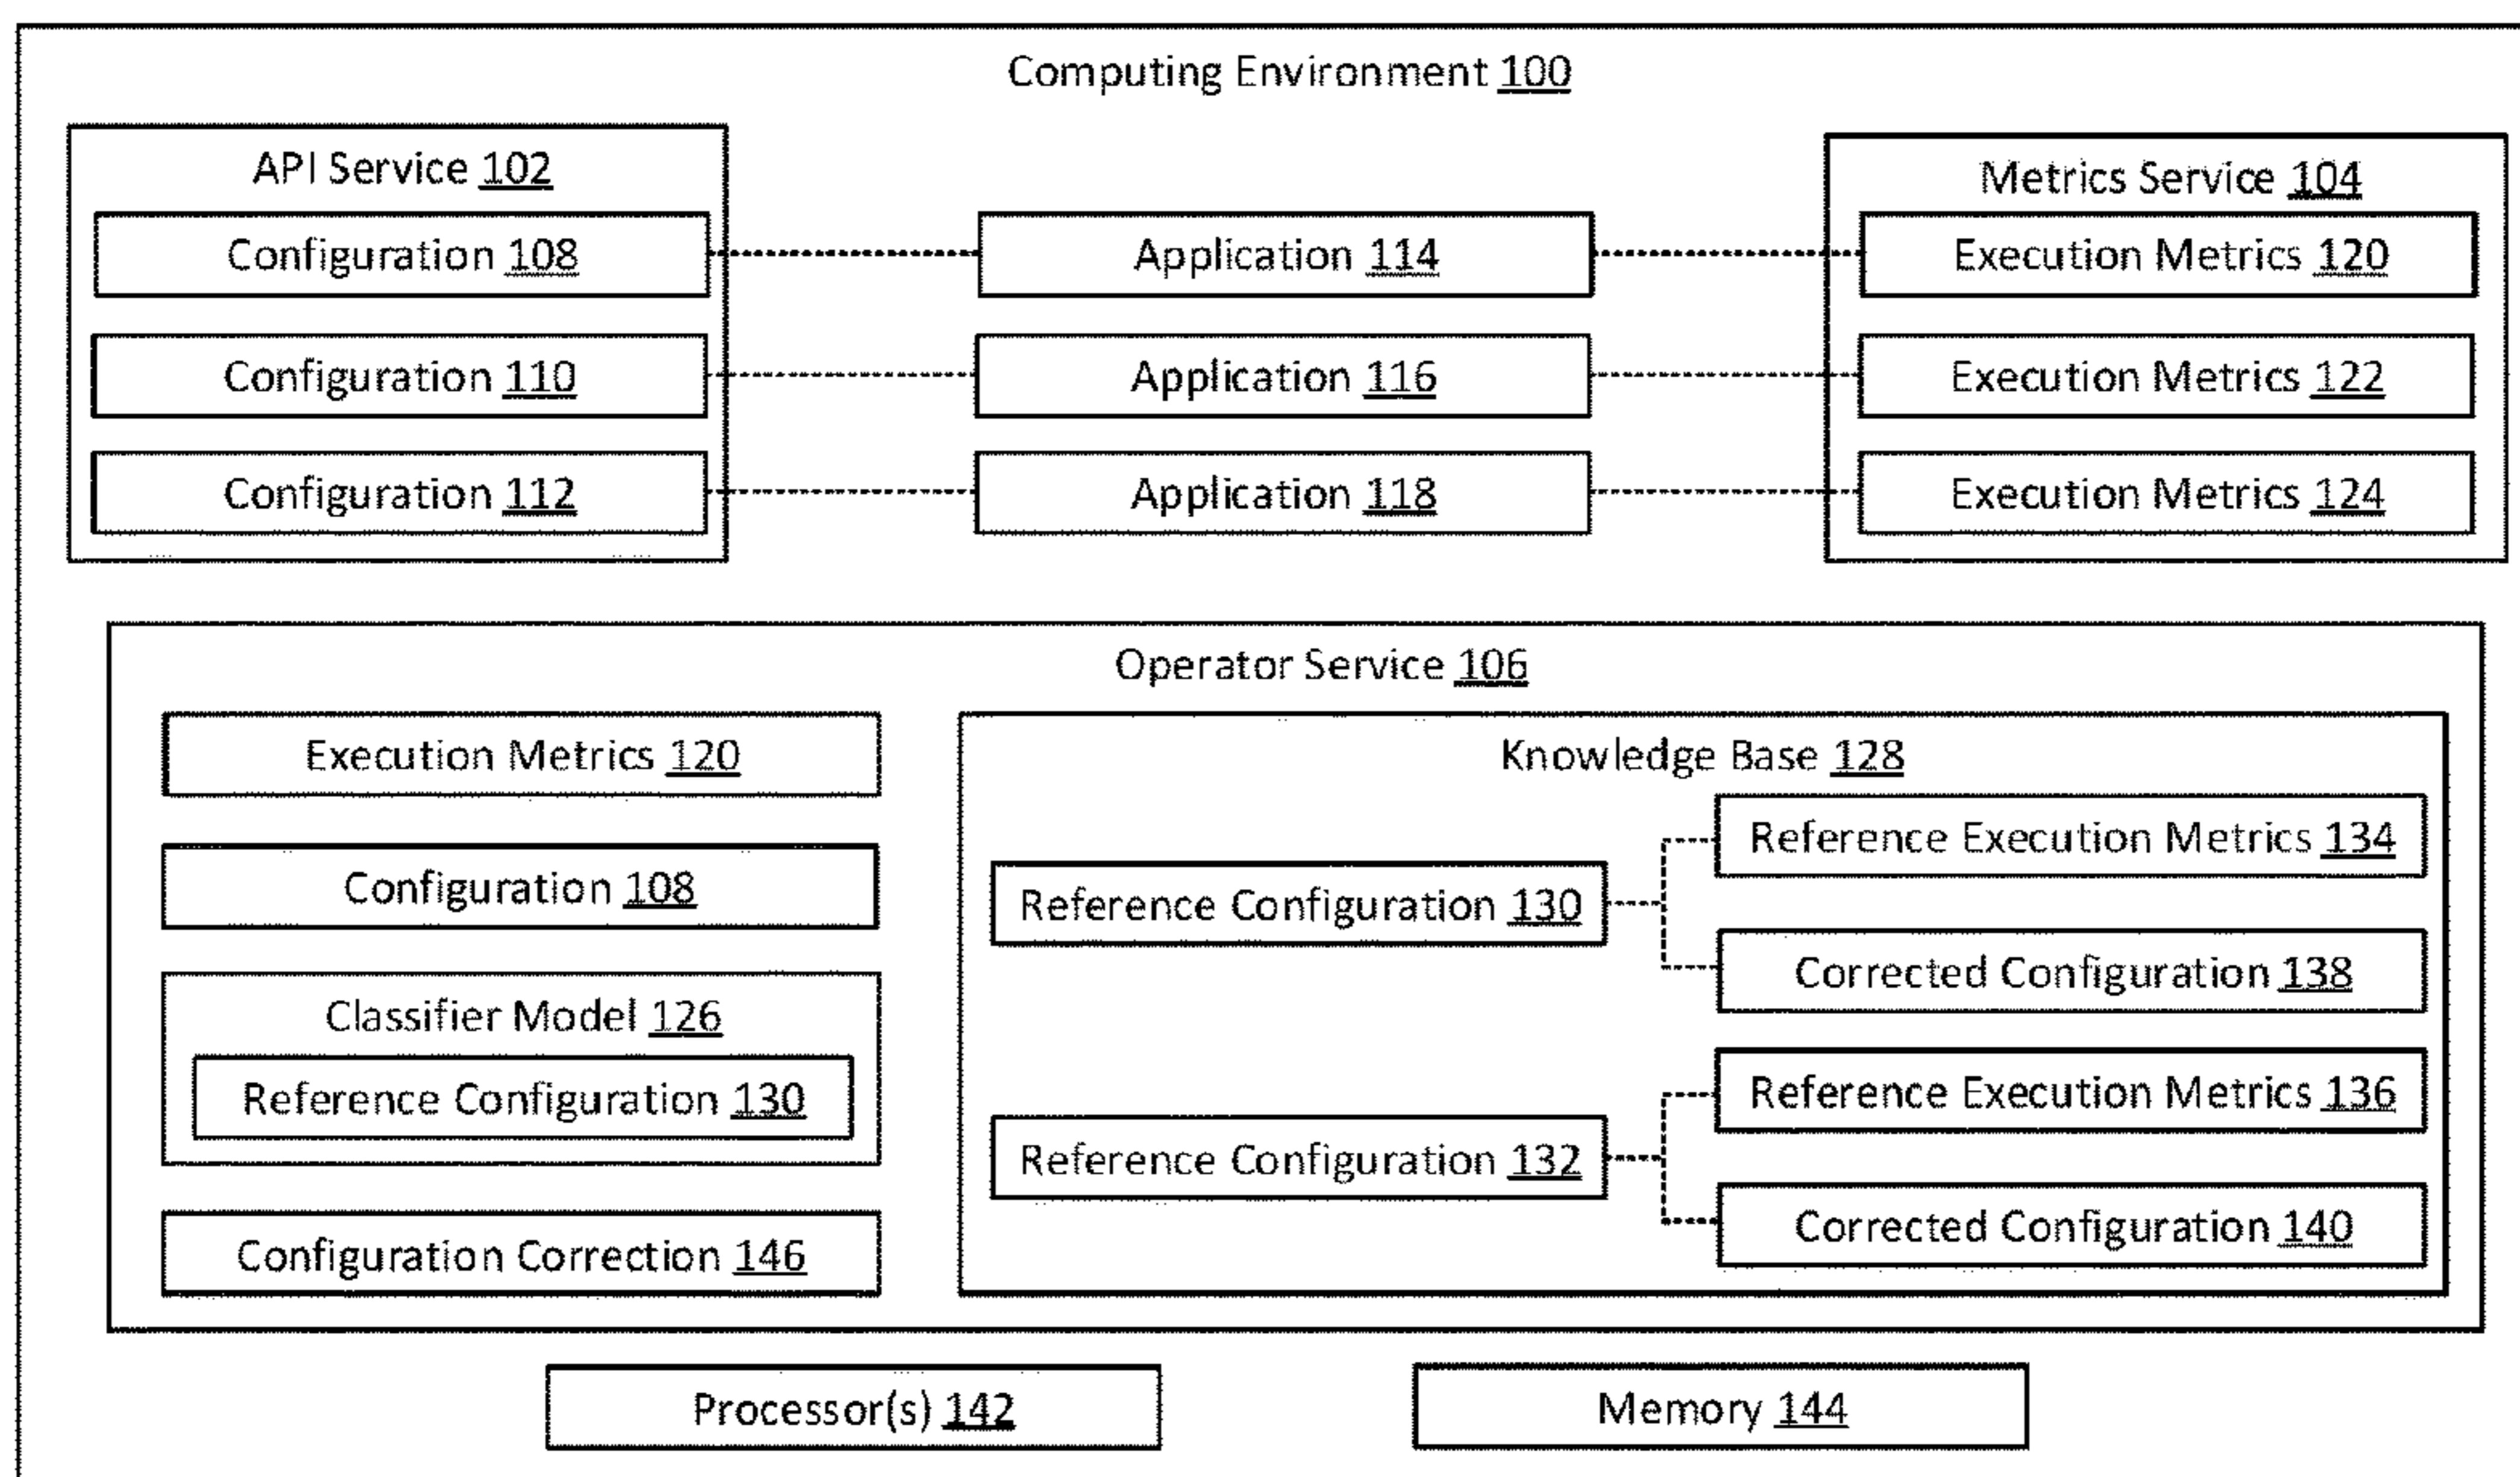 Computing Environment 100
API Service 102
Configuration 108
Configuration 110
Configuration 112
Application 114
Application 116
Application 118
Metrics Service 104
Execution Metrics 120
Execution Metrics 122
Execution Metrics 124
Operator Service 106
Execution Metrics 120
Configuration 108
Classifier Model 126
Reference Configuration 130
Configuration Correction 146
Knowledge Base 128
Reference Configuration 130
Reference Execution Metrics 134
Corrected Configuration 138
Reference Configuration 132
Reference Execution Metrics 136
Corrected Configuration 140
Processor(s) 142
Memory 144